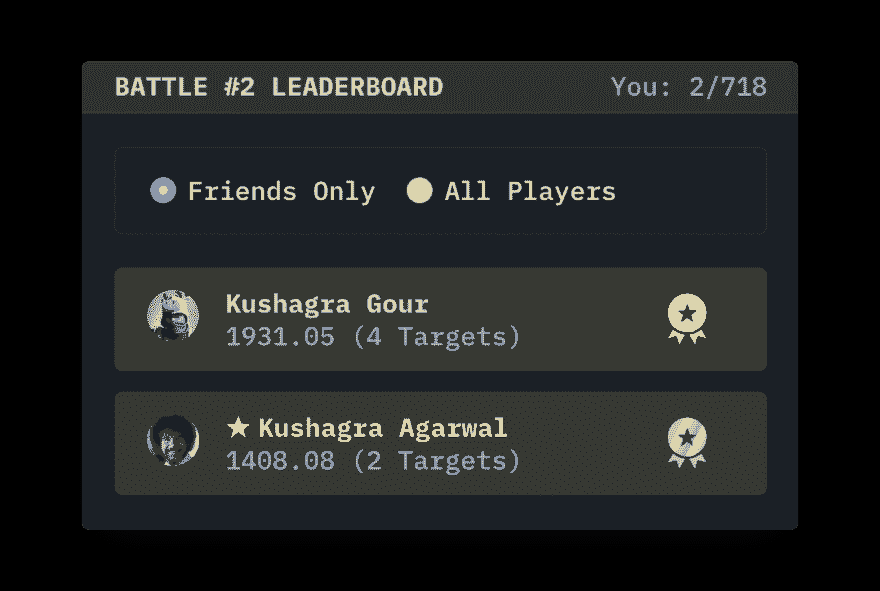 BATTLE #2 LEADERBOARD You: 2/718
Friends Only All Players
Kushagra Gour
1931.05 (4 Targets)
★ Kushagra Agarwal
1408.08 (2 Targets)